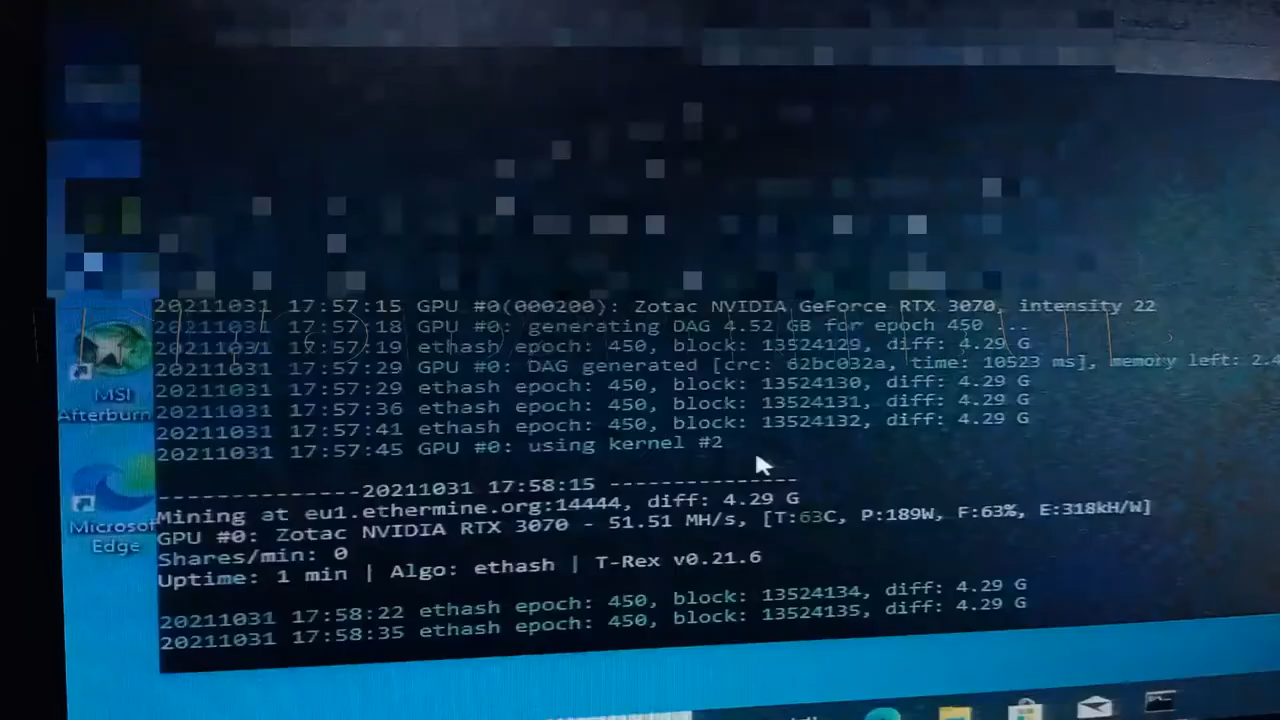 20211031 17:57:15 GPU #0(000200): Zotac NVIDIA GeForce RTX 3070, intensity 22
20211031 17:57:18 GPU #0: generating DAG 4.52 GB for epoch 450 ...
20211031 17:57:19 ethash epoch: 450, block: 13524129, diff: 4.29 G
20211031 17:57:29 GPU #0: DAG generated [crc: 62bc032a, time: 10523 ms], memory left: 2.4
20211031 17:57:29 ethash epoch: 450, block: 13524130, diff: 4.29 G
20211031 17:57:36 ethash epoch: 450, block: 13524131, diff: 4.29 G
20211031 17:57:41 ethash epoch: 450, block: 13524132, diff: 4.29 G
20211031 17:57:45 GPU #0: using kernel #2
---------------20211031 17:58:15 ---------------
Mining at eu1.ethermine.org:14444, diff: 4.29 G
GPU #0: Zotac NVIDIA RTX 3070 - 51.51 MH/s, [T:63C, P:189W, F:63%, E:318kH/W]
Shares/min: 0
Uptime: 1 min | Algo: ethash | T-Rex v0.21.6
20211031 17:58:22 ethash epoch: 450, block: 13524134, diff: 4.29 G
20211031 17:58:35 ethash epoch: 450, block: 13524135, diff: 4.29 G
MSI
Afterburn
Microsof
Edge